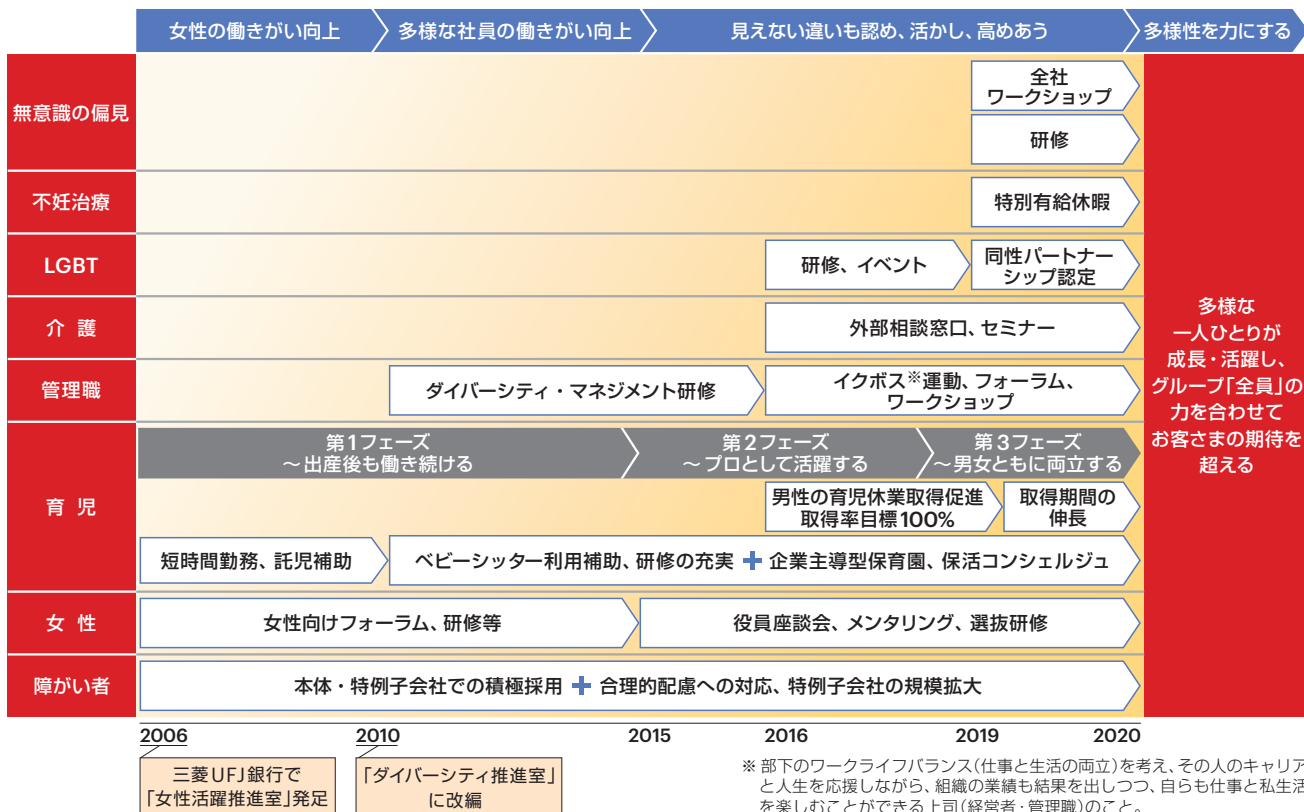 女性の働きがい向上
多様な社員の働きがい向上
見えない違いも認め、活かし、高めあう
多様性を力にする
無意識の偏見
全社
ワークショップ
研修
不妊治療
特別有給休暇
LGBT
研修、イベント
同性パートナー
シップ認定
介 護
外部相談窓口、セミナー
管理職
ダイバーシティ・マネジメント研修
イクボス※運動、フォーラム、
ワークショップ
育 児
第1フェーズ
～出産後も働き続ける
第2フェーズ
～プロとして活躍する
第3フェーズ
～男女ともに両立する
男性の育児休業取得促進
取得率目標100%
取得期間の
伸長
短時間勤務、託児補助
ベビーシッター利用補助、研修の充実 + 企業主導型保育園、保活コンシェルジュ
女 性
女性向けフォーラム、研修等
役員座談会、メンタリング、選抜研修
障がい者
本体・特例子会社での積極採用 + 合理的配慮への対応、特例子会社の規模拡大
多様な
一人ひとりが
成長・活躍し、
グループ「全員」の
力を合わせて
お客さまの期待を
超える
2006
2010
2015
2016
2019
2020
三菱UFJ銀行で
「女性活躍推進室」発足
「ダイバーシティ推進室」
に改編
※ 部下のワークライフバランス(仕事と生活の両立)を考え、その人のキャリア
と人生を応援しながら、組織の業績も結果を出しつつ、自らも仕事と私生活
を楽しむことができる上司(経営者・管理職)のこと。